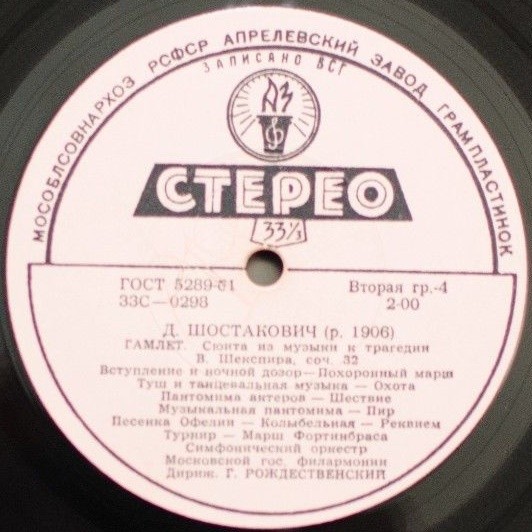 МОСОБЛСОВНАРХОЗ РСФСР АПРЕЛЕВСКИЙ ЗАВОД ГРАМПЛАСТИНОК
ЗАПИСАНО ВСГ
АЗ
СТЕРЕО
33⅓
ГОСТ 5289-61 Вторая гр.-4
33С—0298 2-00
Д. ШОСТАКОВИЧ (р. 1906)
ГАМЛЕТ. Сюита из музыки к трагедии
В. Шекспира, соч. 32
Вступление и ночной дозор—Похоронный марш
Туш и танцевальная музыка — Охота
Пантомима актеров — Шествие
Музыкальная пантомима — Пир
Песенка Офелии — Колыбельная — Реквием
Турнир — Марш Фортинбраса
Симфонический оркестр
Московской гос. филармонии
Дириж. Г. РОЖДЕСТВЕНСКИЙ